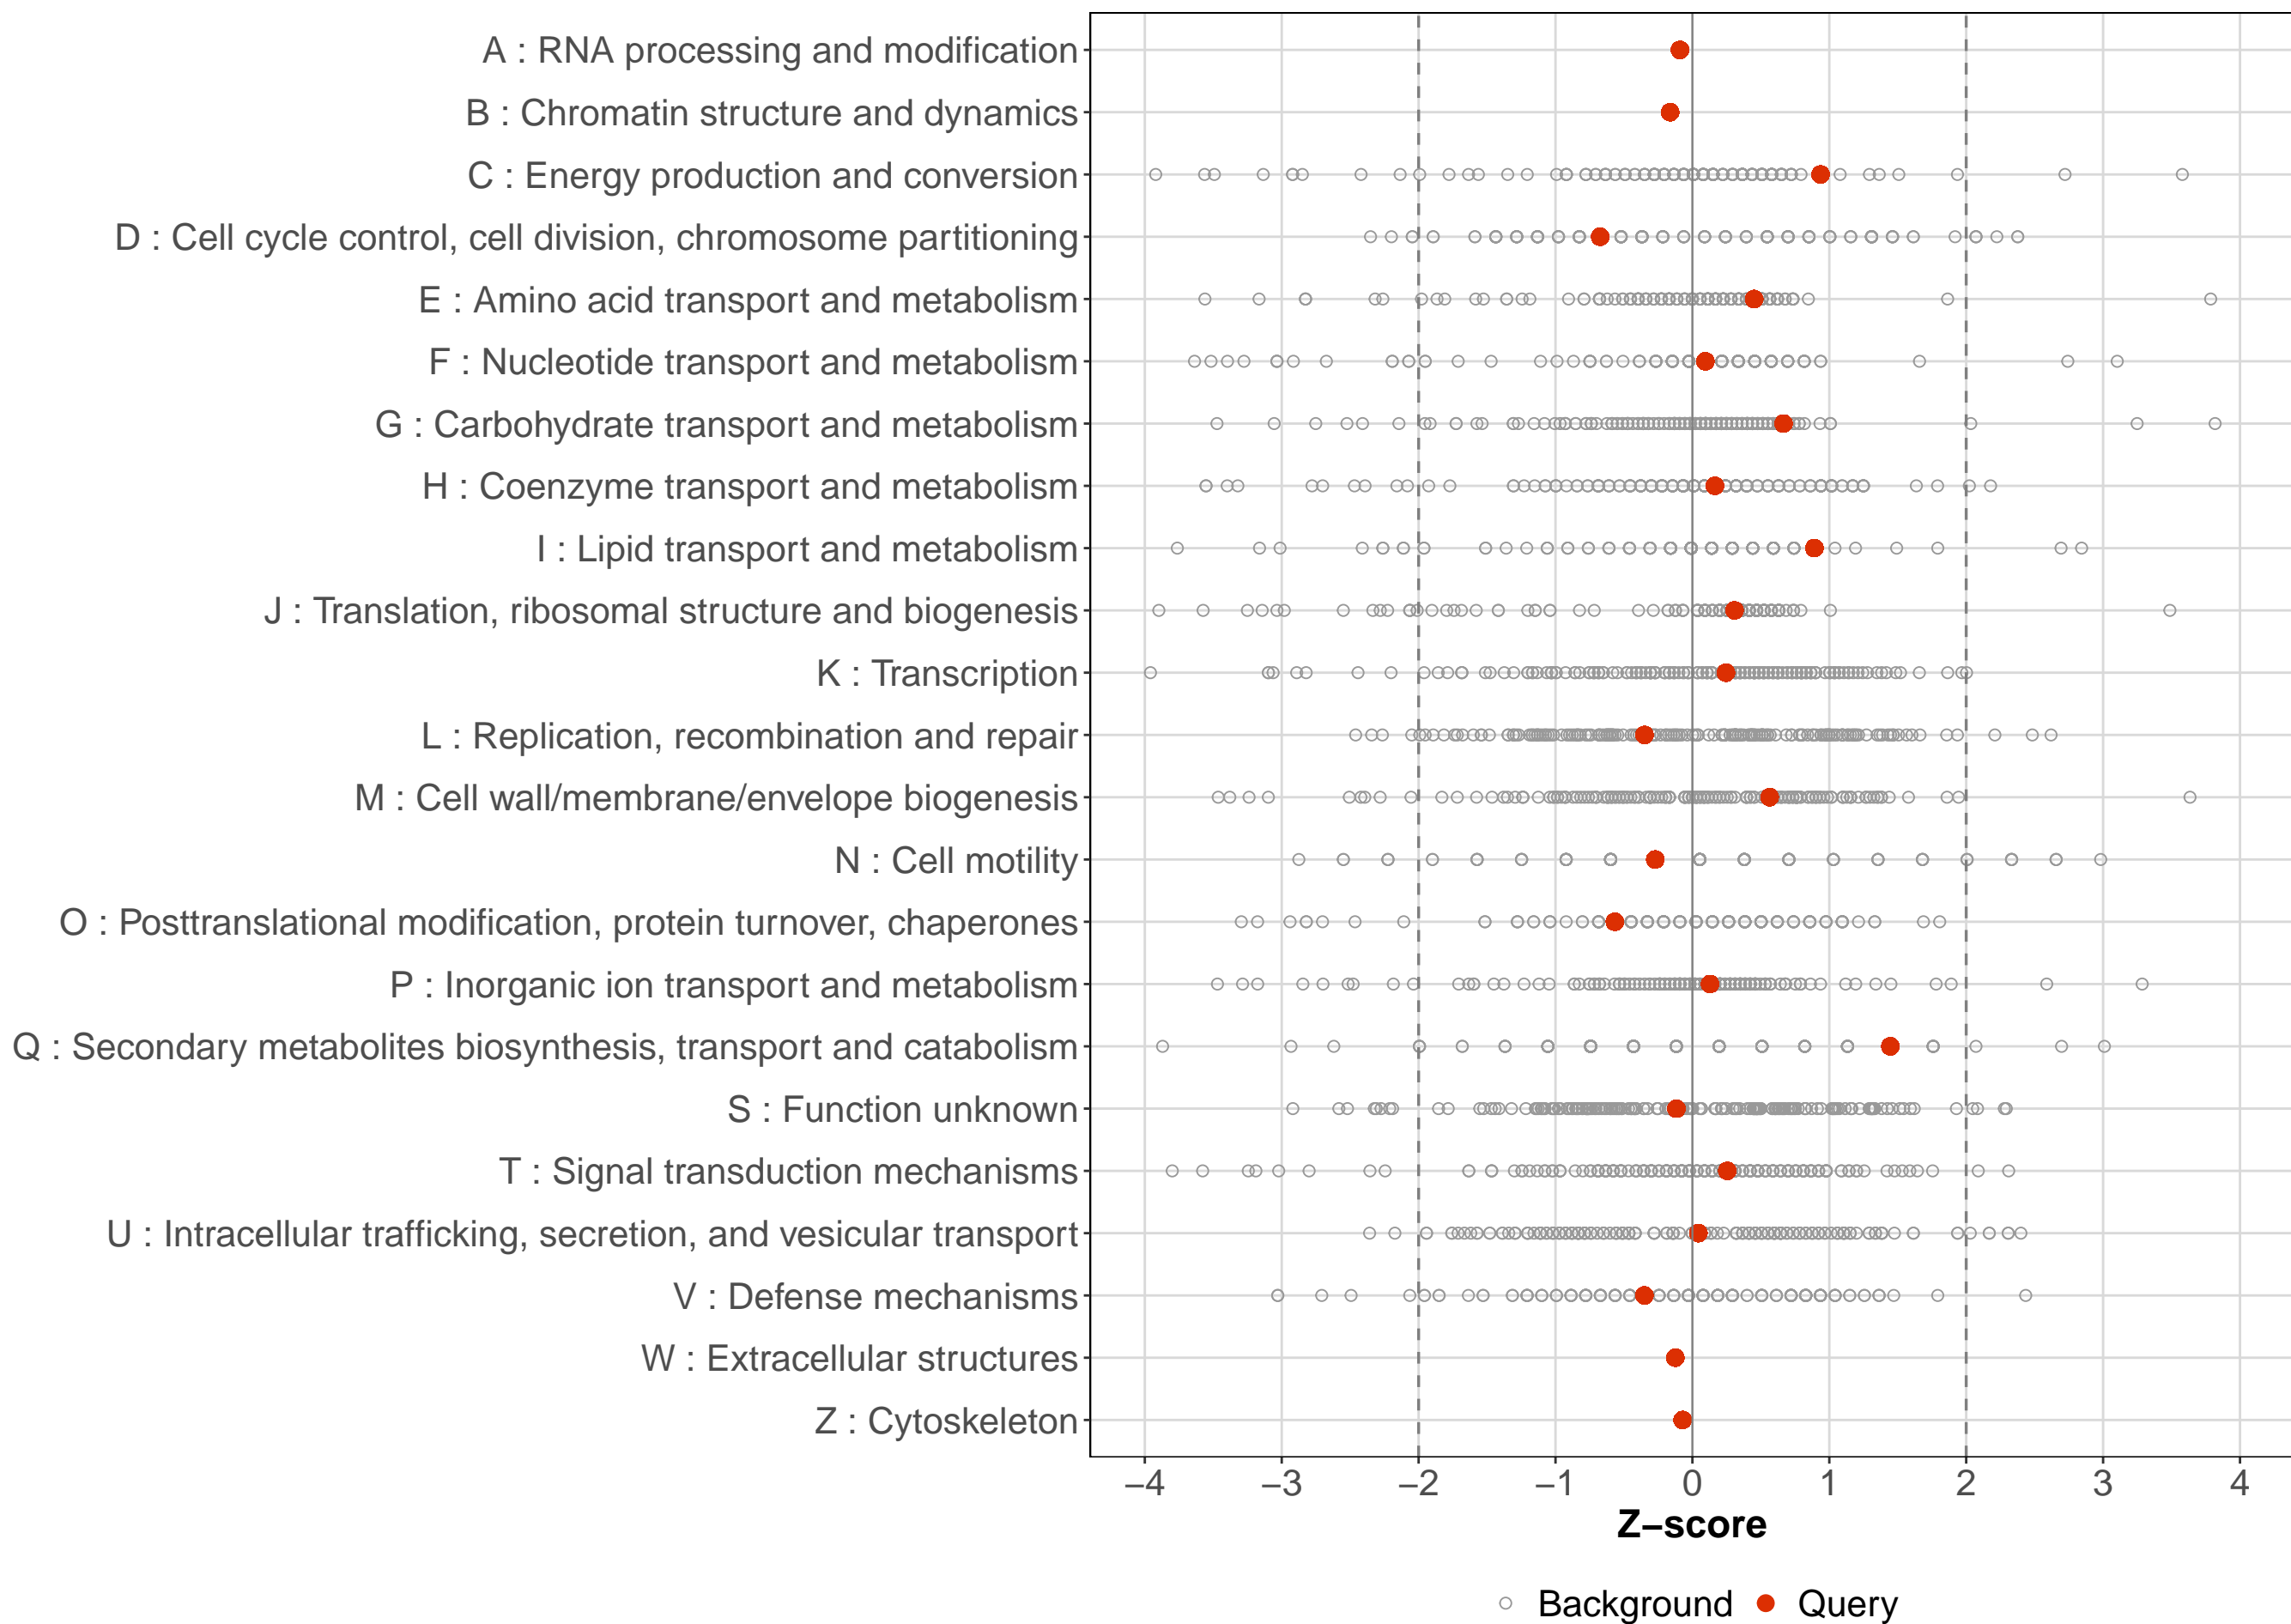 A : RNA processing and modification
B : Chromatin structure and dynamics
C : Energy production and conversion
D : Cell cycle control, cell division, chromosome partitioning
E : Amino acid transport and metabolism
F : Nucleotide transport and metabolism
G : Carbohydrate transport and metabolism
H : Coenzyme transport and metabolism
I : Lipid transport and metabolism
J : Translation, ribosomal structure and biogenesis
K : Transcription
L : Replication, recombination and repair
M : Cell wall/membrane/envelope biogenesis
N : Cell motility
O : Posttranslational modification, protein turnover, chaperones
P : Inorganic ion transport and metabolism
Q : Secondary metabolites biosynthesis, transport and catabolism
S : Function unknown
T : Signal transduction mechanisms
U : Intracellular trafficking, secretion, and vesicular transport
V : Defense mechanisms
W : Extracellular structures
Z : Cytoskeleton
−4 −3 −2 −1 0 1 2 3 4
Z−score
Background Query